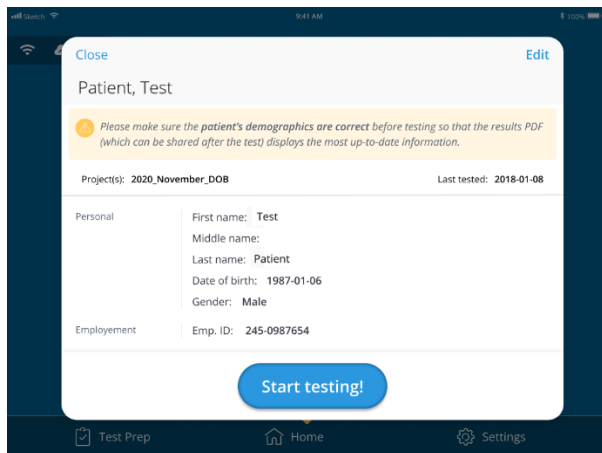 Sketch
9:41 AM
100%
Close
Edit
Patient, Test
Please make sure the patient's demographics are correct before testing so that the results PDF
(which can be shared after the test) displays the most up-to-date information.
Project(s): 2020_November_DOB
Last tested: 2018-01-08
Personal
First name: Test
Middle name:
Last name: Patient
Date of birth: 1987-01-06
Gender: Male
Employement
Emp. ID: 245-0987654
Start testing!
Test Prep
Home
Settings